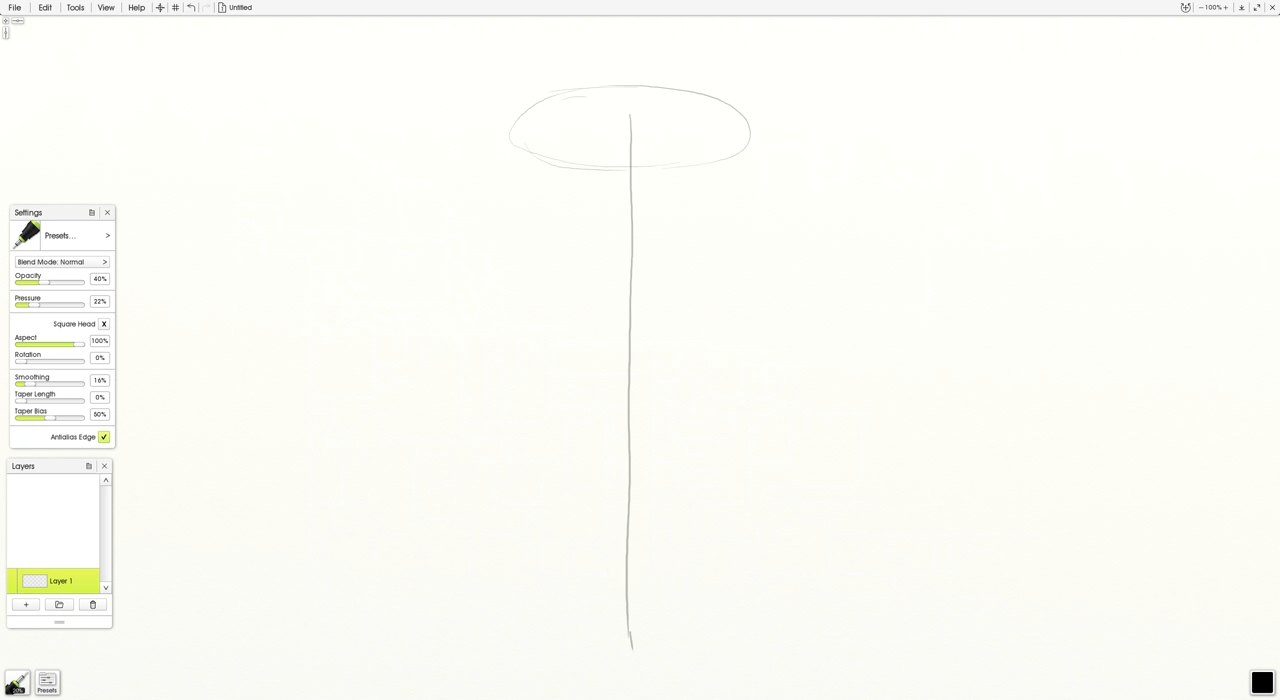 File Edit Tools View Help Untitled
−100%+
Settings
Presets...
>
Blend Mode: Normal >
Opacity
40%
Pressure
22%
Square Head X
Aspect
100%
Rotation
0%
Smoothing
16%
Taper Length
0%
Taper Bias
50%
Antialias Edge
Layers
Layer 1
+
20%
Presets